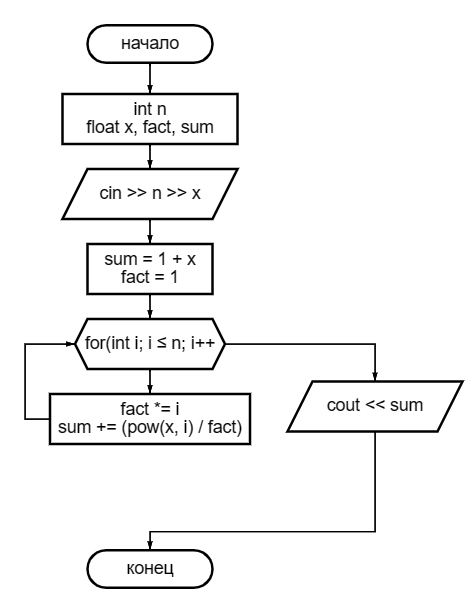 начало
int n
float x, fact, sum
cin >> n >> x
sum = 1 + x
fact = 1
for(int i; i ≤ n; i++
fact *= i
sum += (pow(x, i) / fact)
cout << sum
конец